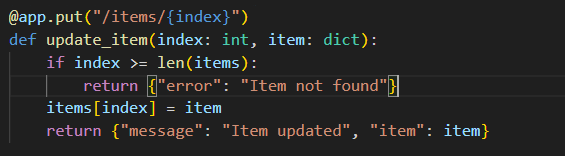 @app.put("/items/{index}")
def update_item(index: int, item: dict):
    if index >= len(items):
        return {"error": "Item not found"}
    items[index] = item
    return {"message": "Item updated", "item": item}